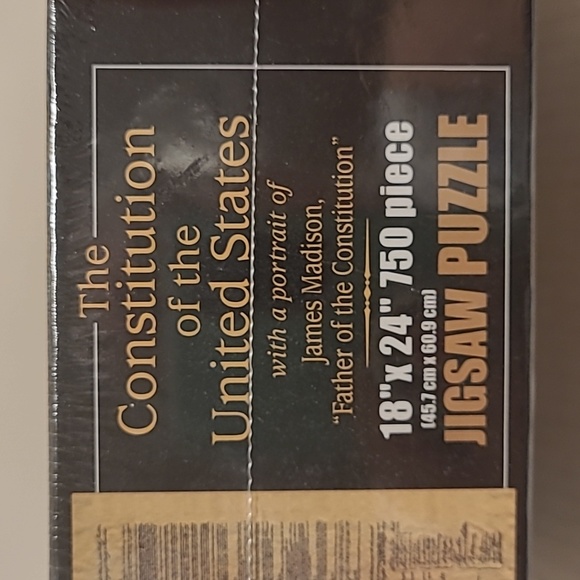 The
Constitution
of the
United States
with a portrait of
James Madison,
“Father of the Constitution”
18"x 24" 750 piece
(45.7 cm x 60.9 cm)
JIGSAW PUZZLE